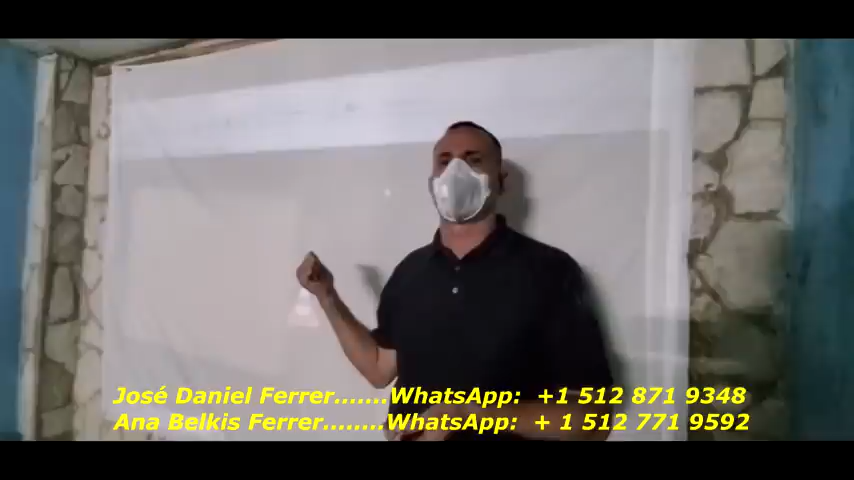 José Daniel Ferrer.......WhatsApp: +1 512 871 9348
Ana Belkis Ferrer........WhatsApp: + 1 512 771 9592